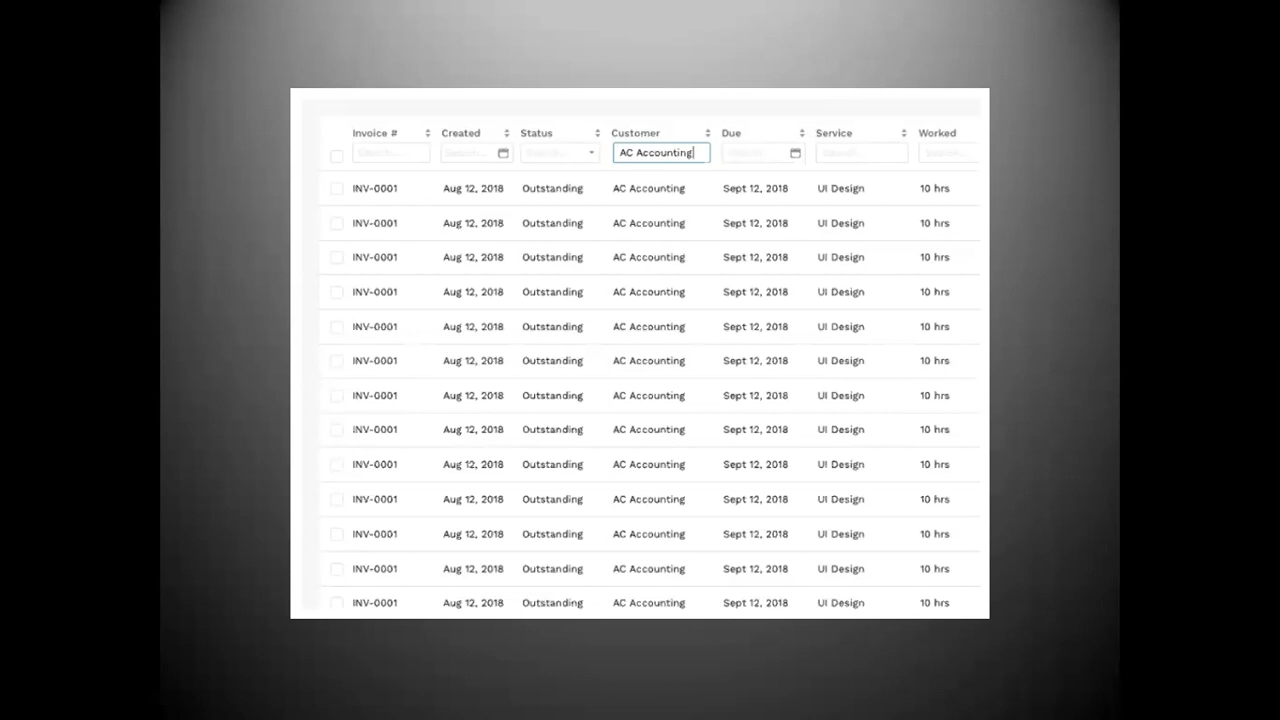 Invoice # Created Status Customer Due Service Worked
AC Accounting
INV-0001 Aug 12, 2018 Outstanding AC Accounting Sept 12, 2018 UI Design 10 hrs
INV-0001 Aug 12, 2018 Outstanding AC Accounting Sept 12, 2018 UI Design 10 hrs
INV-0001 Aug 12, 2018 Outstanding AC Accounting Sept 12, 2018 UI Design 10 hrs
INV-0001 Aug 12, 2018 Outstanding AC Accounting Sept 12, 2018 UI Design 10 hrs
INV-0001 Aug 12, 2018 Outstanding AC Accounting Sept 12, 2018 UI Design 10 hrs
INV-0001 Aug 12, 2018 Outstanding AC Accounting Sept 12, 2018 UI Design 10 hrs
INV-0001 Aug 12, 2018 Outstanding AC Accounting Sept 12, 2018 UI Design 10 hrs
INV-0001 Aug 12, 2018 Outstanding AC Accounting Sept 12, 2018 UI Design 10 hrs
INV-0001 Aug 12, 2018 Outstanding AC Accounting Sept 12, 2018 UI Design 10 hrs
INV-0001 Aug 12, 2018 Outstanding AC Accounting Sept 12, 2018 UI Design 10 hrs
INV-0001 Aug 12, 2018 Outstanding AC Accounting Sept 12, 2018 UI Design 10 hrs
INV-0001 Aug 12, 2018 Outstanding AC Accounting Sept 12, 2018 UI Design 10 hrs
INV-0001 Aug 12, 2018 Outstanding AC Accounting Sept 12, 2018 UI Design 10 hrs